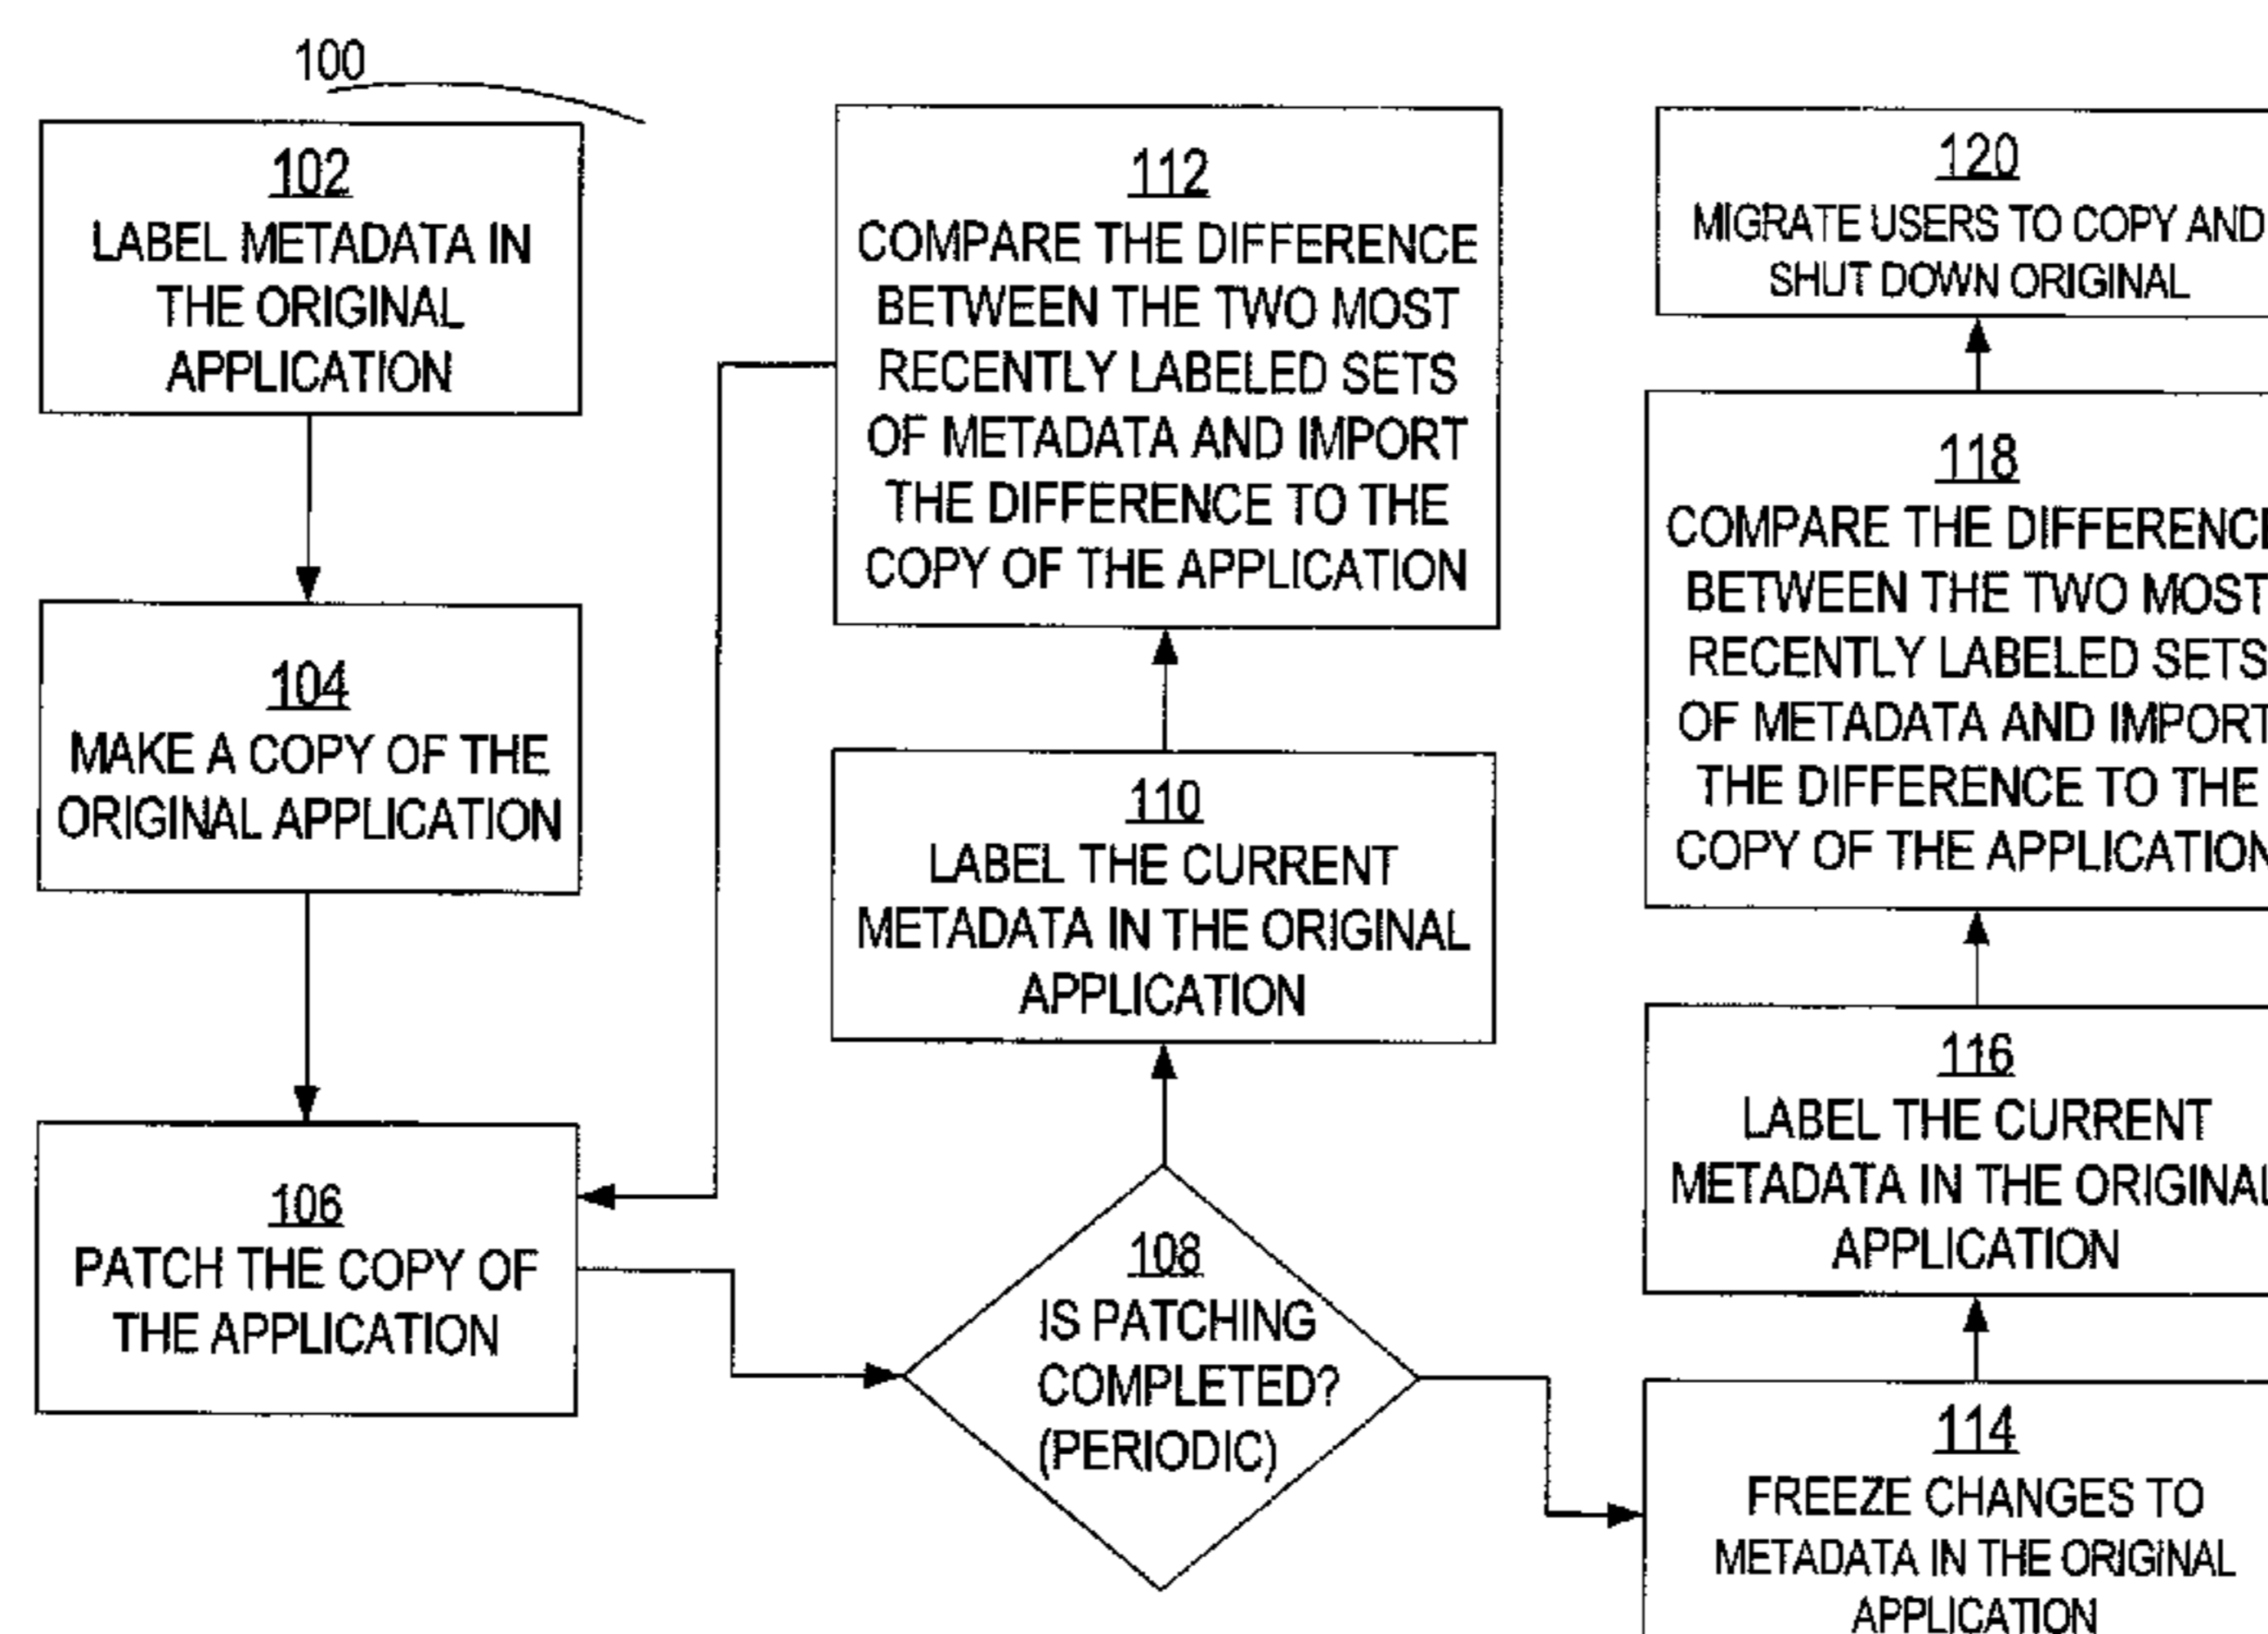 100
102
LABEL METADATA IN
THE ORIGINAL
APPLICATION
104
MAKE A COPY OF THE
ORIGINAL APPLICATION
106
PATCH THE COPY OF
THE APPLICATION
108
IS PATCHING
COMPLETED?
(PERIODIC)
110
LABEL THE CURRENT
METADATA IN THE ORIGINAL
APPLICATION
112
COMPARE THE DIFFERENCE
BETWEEN THE TWO MOST
RECENTLY LABELED SETS
OF METADATA AND IMPORT
THE DIFFERENCE TO THE
COPY OF THE APPLICATION
114
FREEZE CHANGES TO
METADATA IN THE ORIGINAL
APPLICATION
116
LABEL THE CURRENT
METADATA IN THE ORIGINAL
APPLICATION
118
COMPARE THE DIFFERENCE
BETWEEN THE TWO MOST
RECENTLY LABELED SETS
OF METADATA AND IMPORT
THE DIFFERENCE TO THE
COPY OF THE APPLICATION
120
MIGRATE USERS TO COPY AND
SHUT DOWN ORIGINAL